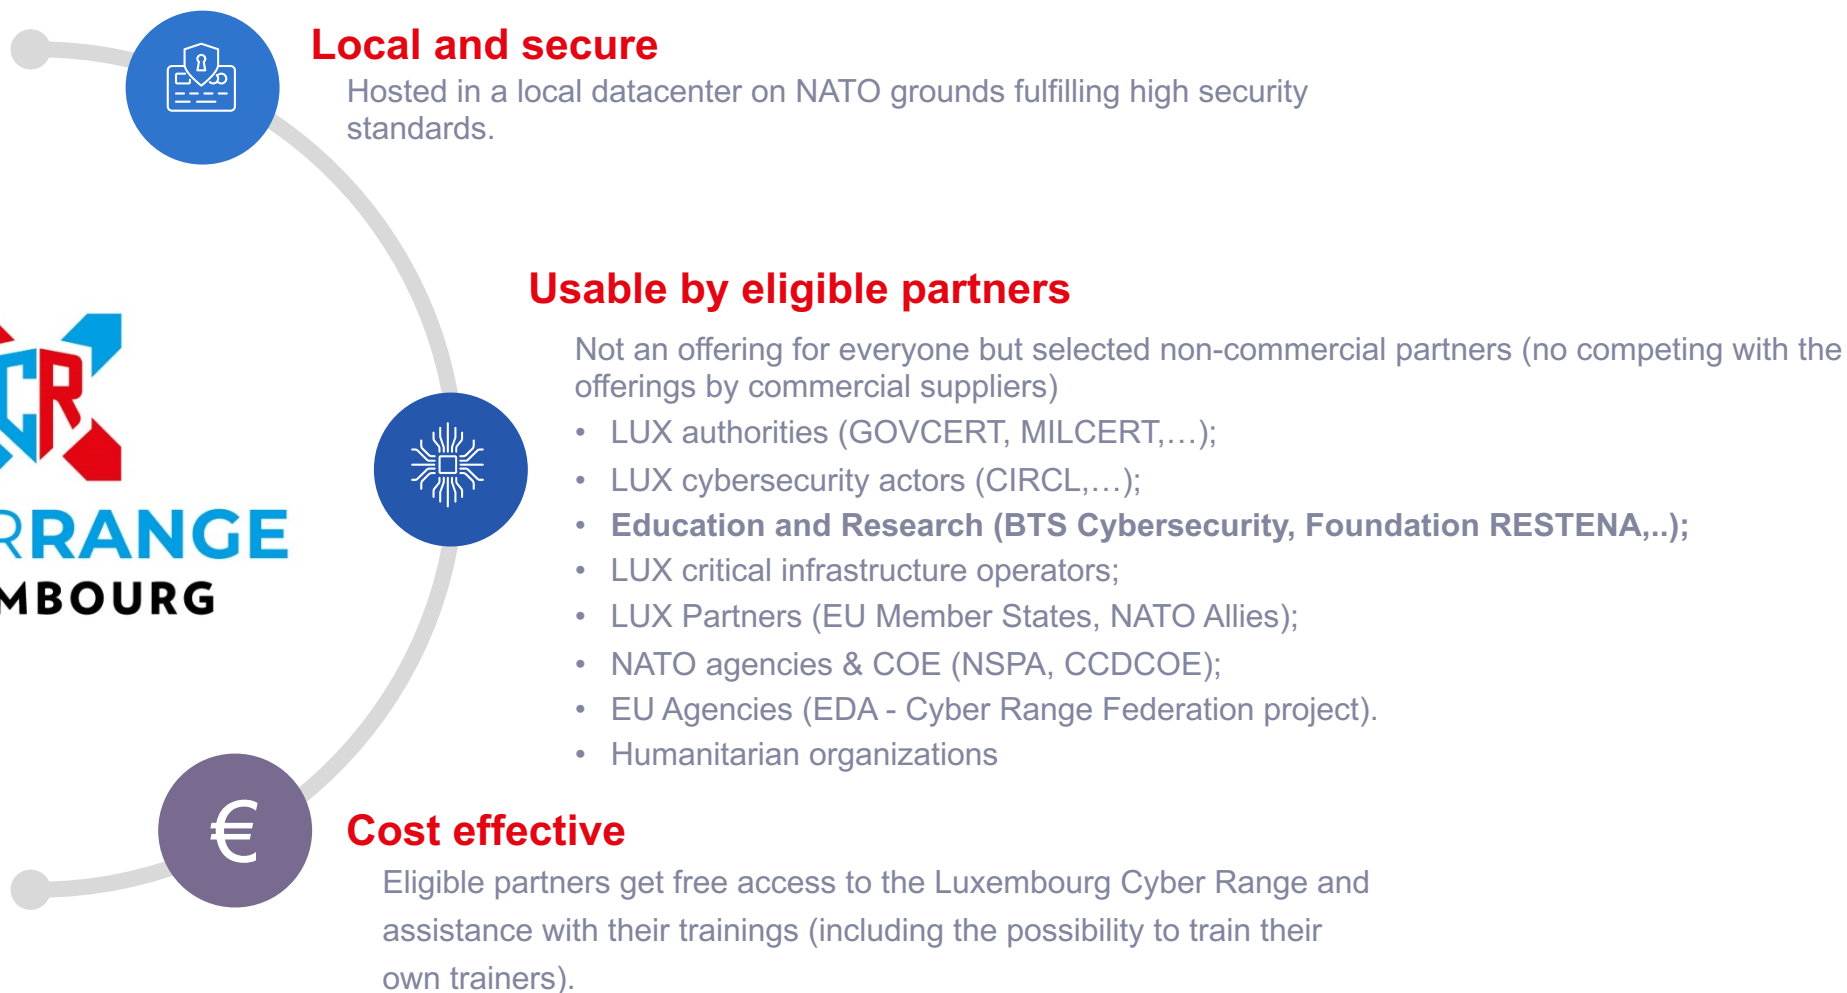 Local and secure
Hosted in a local datacenter on NATO grounds fulfilling high security
standards.
Usable by eligible partners
Not an offering for everyone but selected non-commercial partners (no competing with the
offerings by commercial suppliers)
• LUX authorities (GOVCERT, MILCERT,…);
• LUX cybersecurity actors (CIRCL,…);
• Education and Research (BTS Cybersecurity, Foundation RESTENA,..);
• LUX critical infrastructure operators;
• LUX Partners (EU Member States, NATO Allies);
• NATO agencies & COE (NSPA, CCDCOE);
• EU Agencies (EDA - Cyber Range Federation project).
• Humanitarian organizations
CR
RRANGE
MBOURG
€
Cost effective
Eligible partners get free access to the Luxembourg Cyber Range and
assistance with their trainings (including the possibility to train their
own trainers).